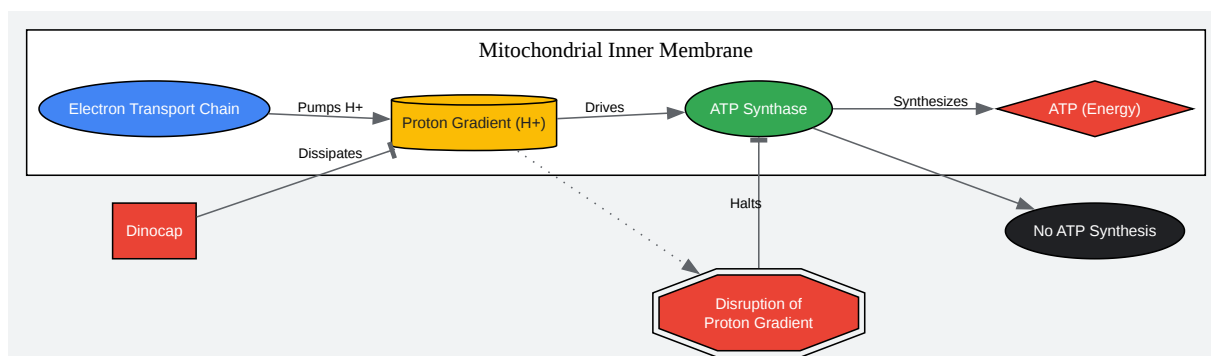 Mitochondrial Inner Membrane
Electron Transport Chain
Pumps H+
Proton Gradient (H+)
Drives
ATP Synthase
Synthesizes
ATP (Energy)
Dissipates
Dinocap
Halts
No ATP Synthesis
Disruption of
Proton Gradient